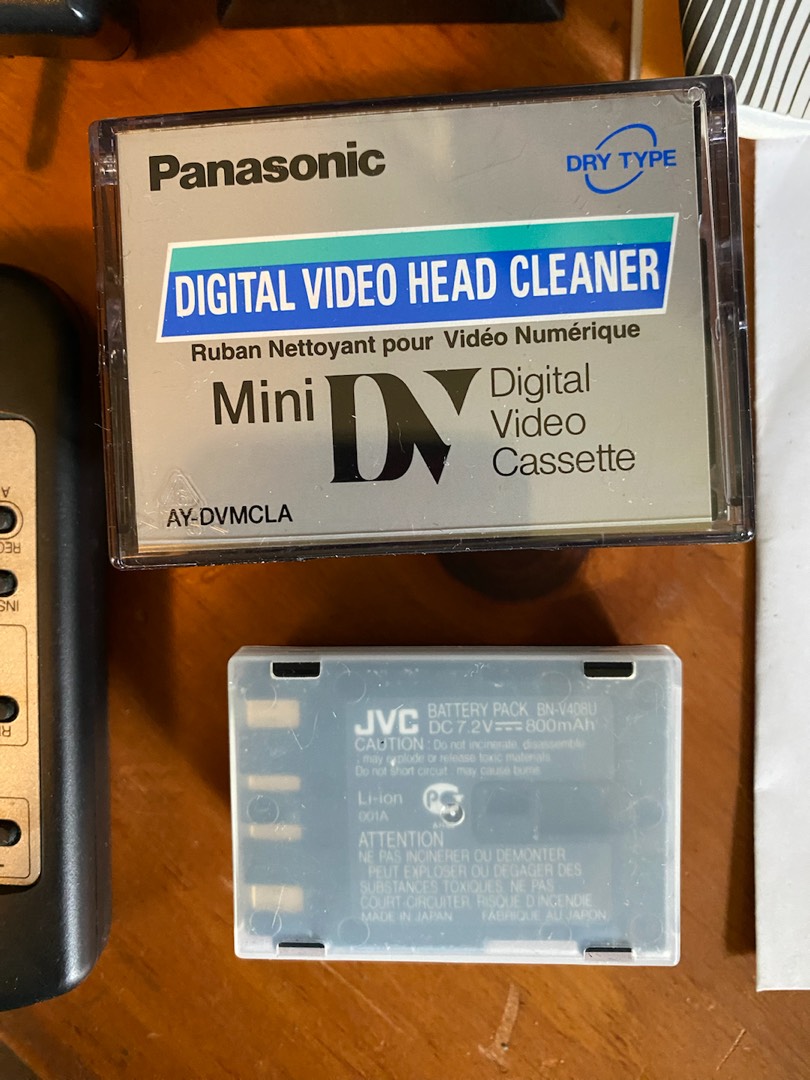 Panasonic
DRY TYPE
DIGITAL VIDEO HEAD CLEANER
Ruban Nettoyant pour Vidéo Numérique
Mini DV Digital
Video
Cassette
AY-DVMCLA
JVC BATTERY PACK BN-V408U
DC 7.2V 800mAh
CAUTION : Do not incinerate, disassemble
; may explode or release toxic materials.
Do not short circuit ; may cause burns.
Li-ion
001A
ATTENTION
NE PAS INCINERER OU DEMONTER
PEUT EXPLOSER OU DEGAGER DES
SUBSTANCES TOXIQUES. NE PAS
COURT-CIRCUITER, RISQUE D'INCENDIE
MADE IN JAPAN FABRIQUE AU JAPON